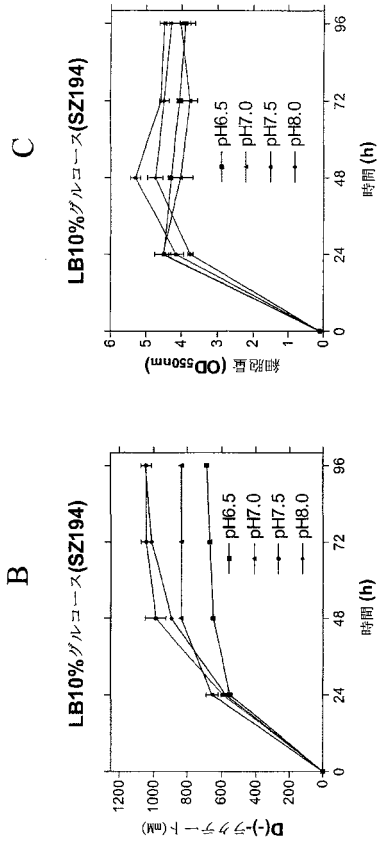 B
LB10%グルコース(SZ194)
D(-)-ラクテート(mM)
1200
1000
800
600
400
200
0
pH6.5
pH7.0
pH7.5
pH8.0
0 24 48 72 96
時間 (h)
C
LB10%グルコース(SZ194)
細胞量 (OD550nm)
6
5
4
3
2
1
0
pH6.5
pH7.0
pH7.5
pH8.0
0 24 48 72 96
時間 (h)